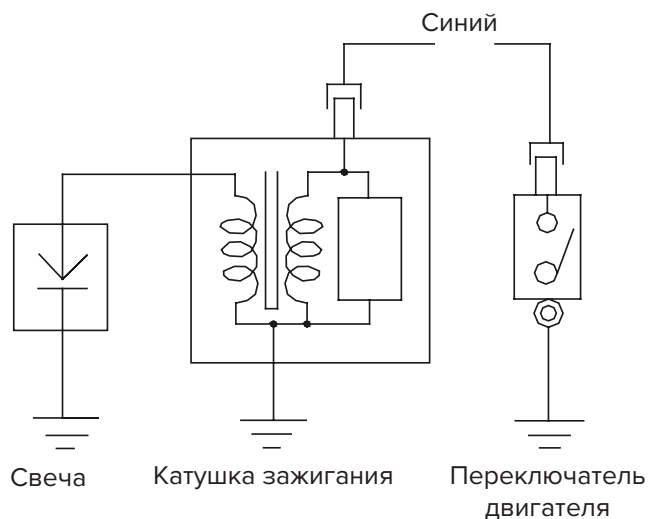 Синий
Свеча
Катушка зажигания
Переключатель
двигателя